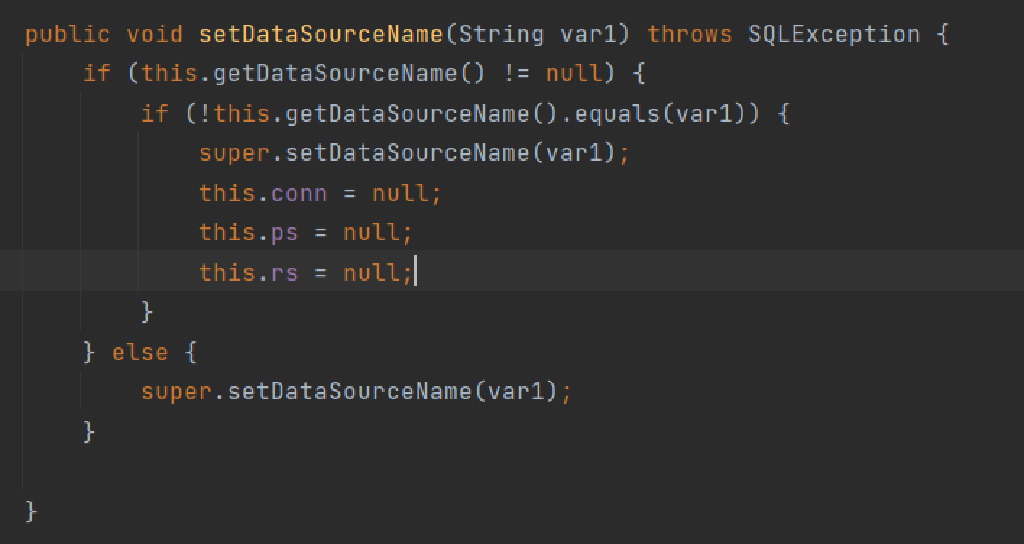 public void setDataSourceName(String var1) throws SQLException {
    if (this.getDataSourceName() != null) {
        if (!this.getDataSourceName().equals(var1)) {
            super.setDataSourceName(var1);
            this.conn = null;
            this.ps = null;
            this.rs = null;
        }
    } else {
        super.setDataSourceName(var1);
    }

}